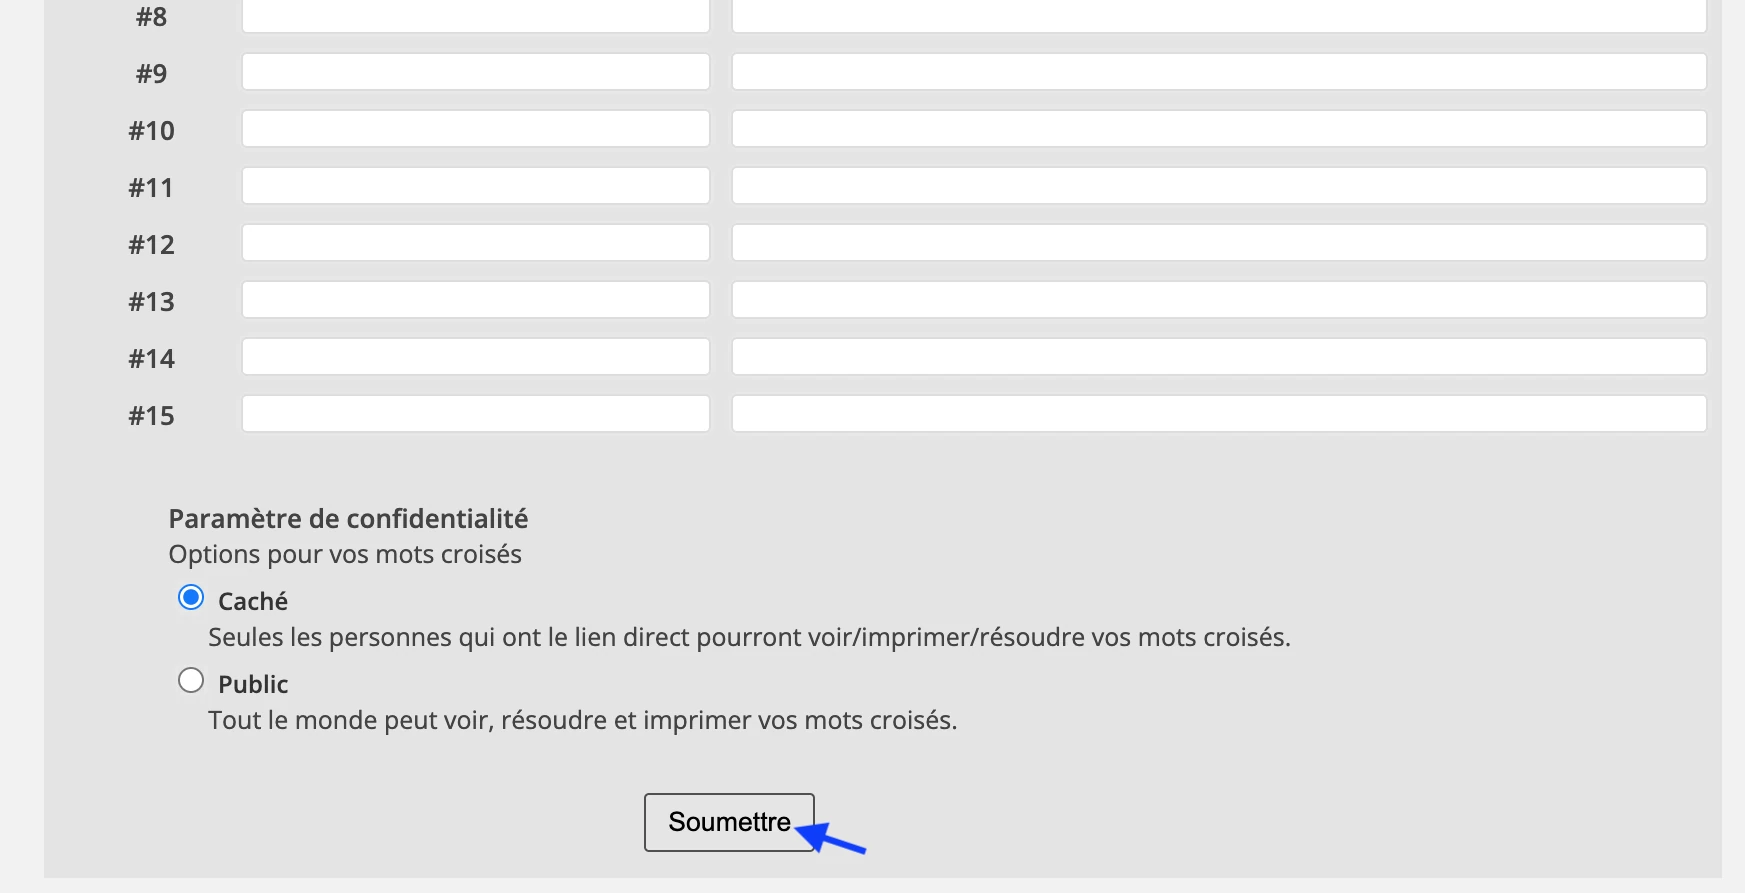 #8
#9
#10
#11
#12
#13
#14
#15
Paramètre de confidentialité
Options pour vos mots croisés
Caché
Seules les personnes qui ont le lien direct pourront voir/imprimer/résoudre vos mots croisés.
Public
Tout le monde peut voir, résoudre et imprimer vos mots croisés.
Soumettre